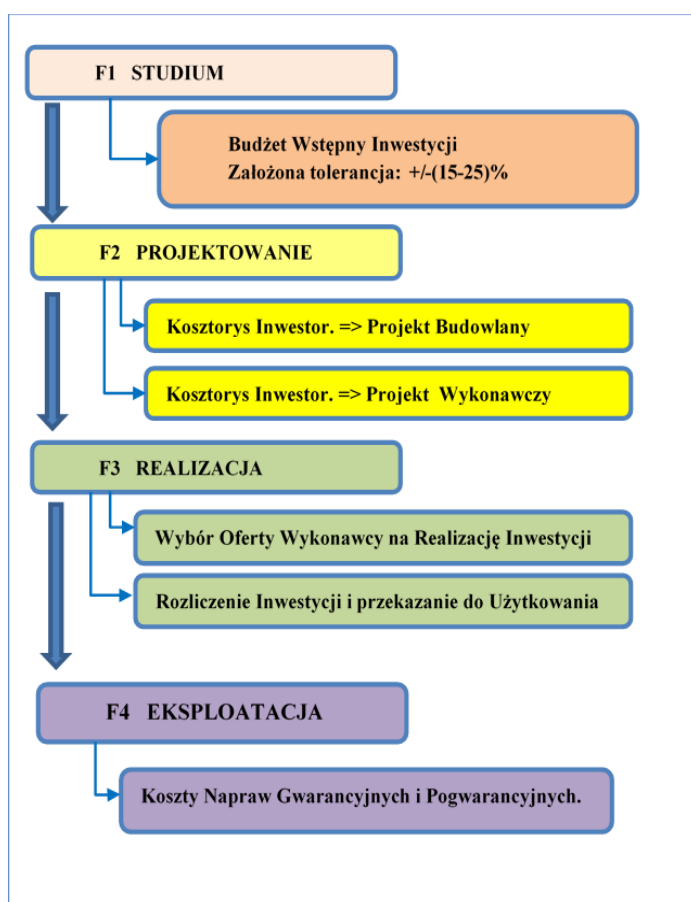 F1 STUDIUM
Budżet Wstępny Inwestycji
Założona tolerancja: +/-(15-25)%
F2 PROJEKTOWANIE
Kosztorys Inwestor. => Projekt Budowlany
Kosztorys Inwestor. => Projekt Wykonawczy
F3 REALIZACJA
Wybór Oferty Wykonawcy na Realizację Inwestycji
Rozliczenie Inwestycji i przekazanie do Użytkowania
F4 EKSPLOATACJA
Koszty Napraw Gwarancyjnych i Pogwarancyjnych.